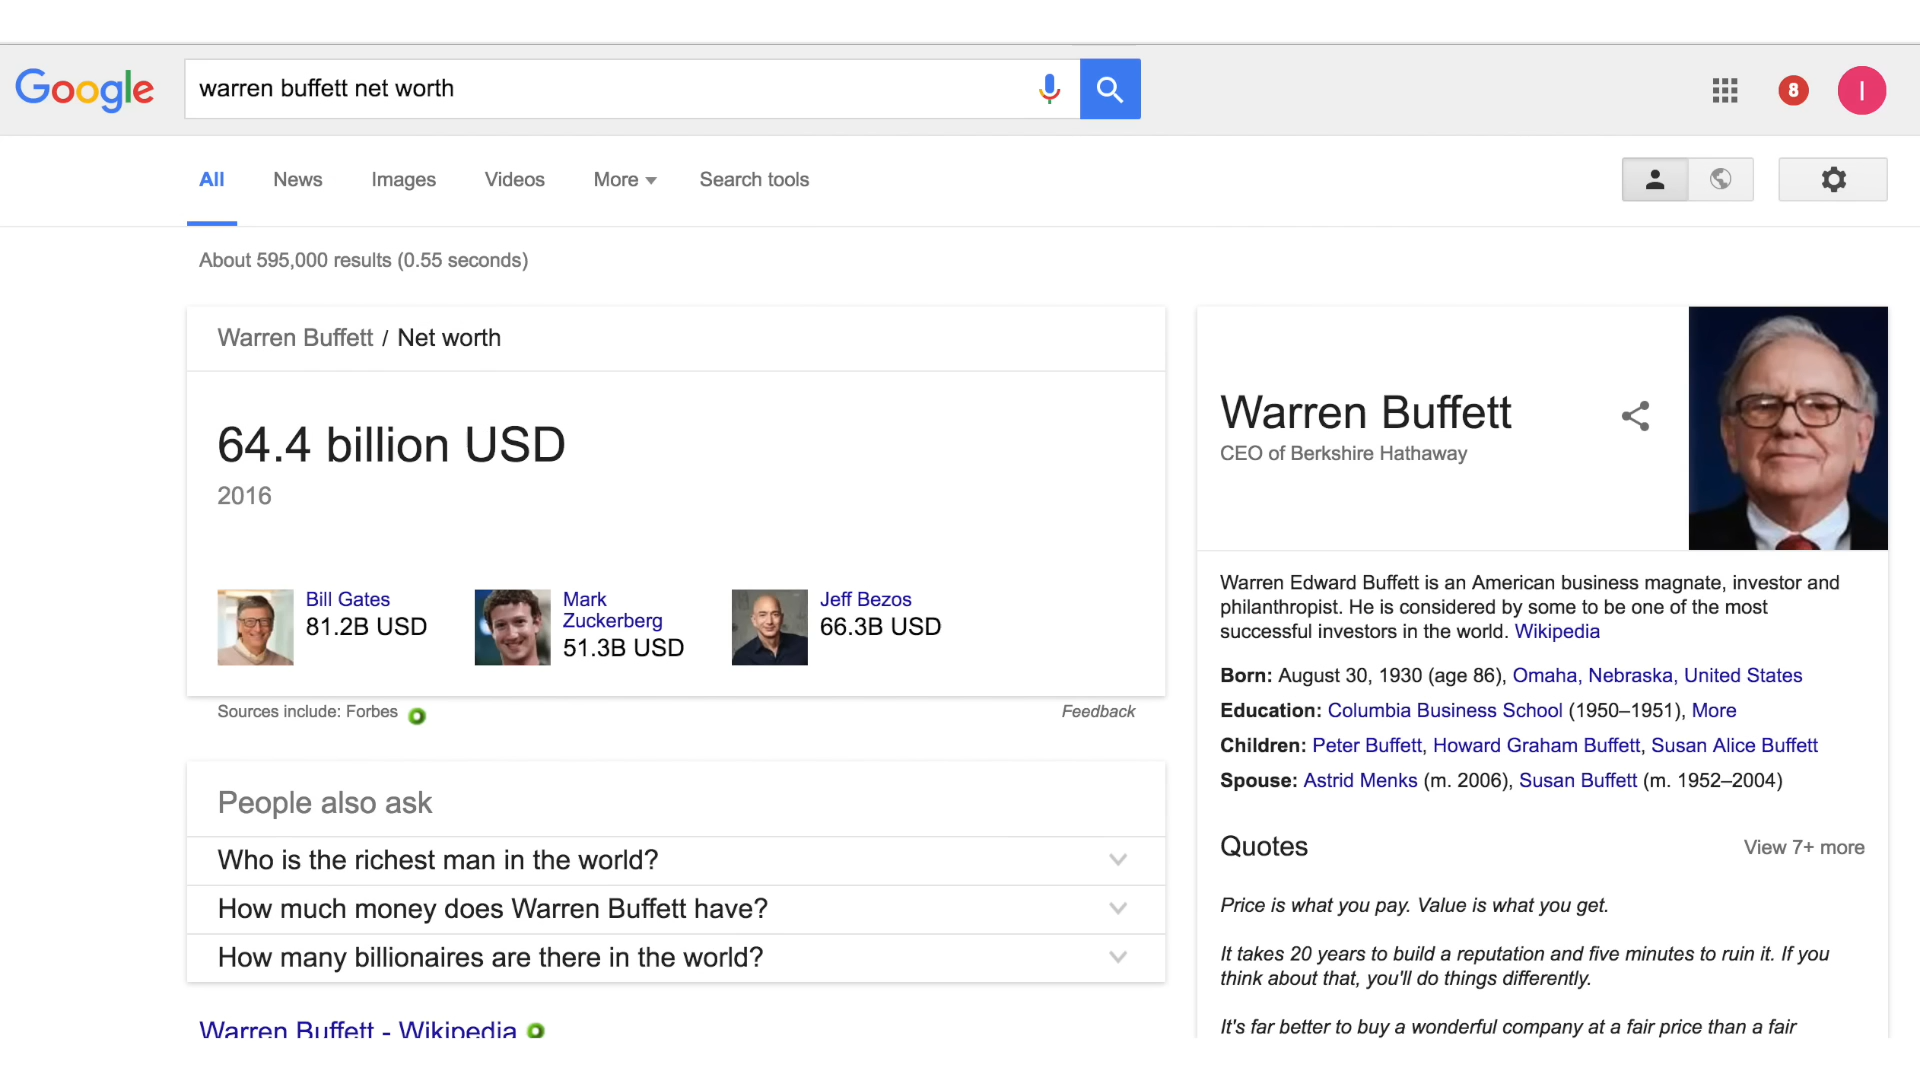 Google
warren buffett net worth
8
I
All News Images Videos More Search tools
About 595,000 results (0.55 seconds)
Warren Buffett / Net worth
64.4 billion USD
2016
Bill Gates
81.2B USD
Mark
Zuckerberg
51.3B USD
Jeff Bezos
66.3B USD
Sources include: Forbes
Feedback
People also ask
Who is the richest man in the world?
How much money does Warren Buffett have?
How many billionaires are there in the world?
Warren Buffett - Wikipedia
Warren Buffett
CEO of Berkshire Hathaway
Warren Edward Buffett is an American business magnate, investor and
philanthropist. He is considered by some to be one of the most
successful investors in the world. Wikipedia
Born: August 30, 1930 (age 86), Omaha, Nebraska, United States
Education: Columbia Business School (1950–1951), More
Children: Peter Buffett, Howard Graham Buffett, Susan Alice Buffett
Spouse: Astrid Menks (m. 2006), Susan Buffett (m. 1952–2004)
Quotes
View 7+ more
Price is what you pay. Value is what you get.
It takes 20 years to build a reputation and five minutes to ruin it. If you
think about that, you'll do things differently.
It's far better to buy a wonderful company at a fair price than a fair